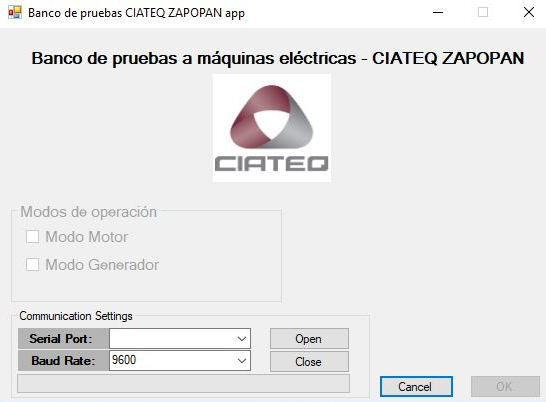 Banco de pruebas CIATEQ ZAPOPAN app
Banco de pruebas a máquinas eléctricas - CIATEQ ZAPOPAN
CIATEQ
Modos de operación
Modo Motor
Modo Generador
Communication Settings
Serial Port:
Open
Baud Rate: 9600
Close
Cancel
OK